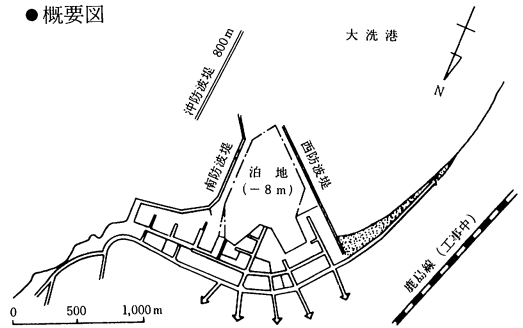 ● 概要図
大洗港
沖防波堤 800m
N
南防波堤
泊地
(−8m)
西防波堤
鹿島線(工事中)
0 500 1,000m